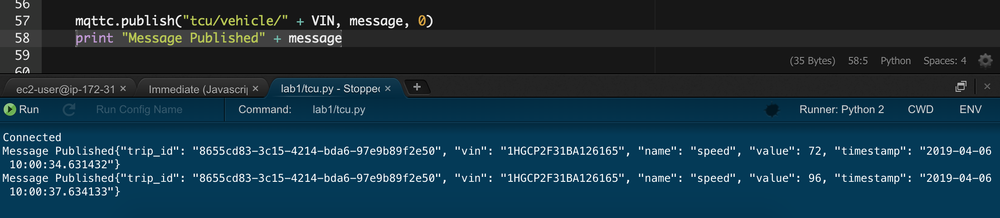 56
57 mqttc.publish("tcu/vehicle/" + VIN, message, 0)
58 print "Message Published" + message
59
(35 Bytes) 58:5 Python Spaces: 4
60
ec2-user@ip-172-31 × Immediate (Javascrip × lab1/tcu.py - Stopped × +
Run Run Config Name Command: lab1/tcu.py Runner: Python 2 CWD ENV
Connected
Message Published{"trip_id": "8655cd83-3c15-4214-bda6-97e9b89f2e50", "vin": "1HGCP2F31BA126165", "name": "speed", "value": 72, "timestamp": "2019-04-06
10:00:34.631432"}
Message Published{"trip_id": "8655cd83-3c15-4214-bda6-97e9b89f2e50", "vin": "1HGCP2F31BA126165", "name": "speed", "value": 96, "timestamp": "2019-04-06
10:00:37.634133"}